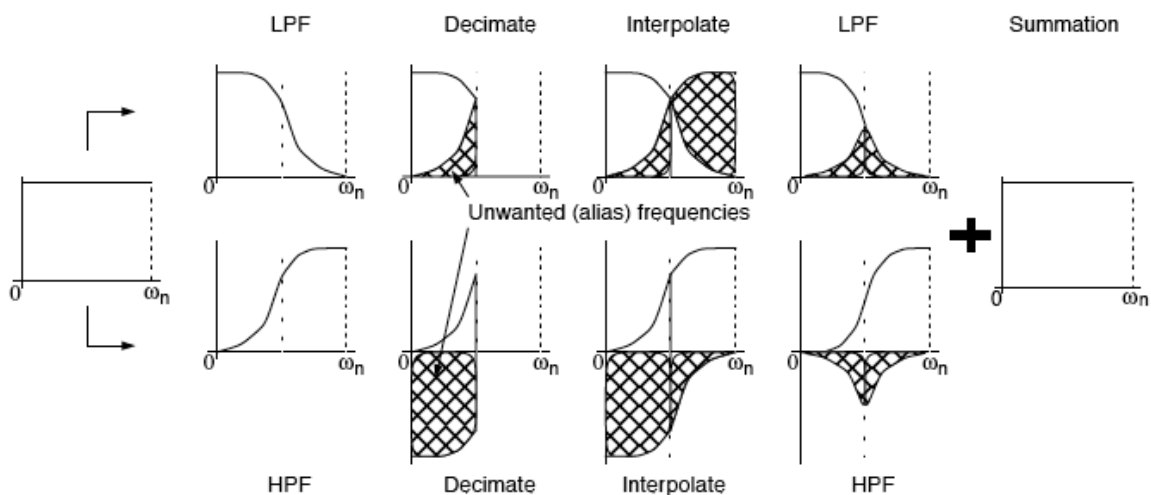 LPF Decimate Interpolate LPF Summation
0 ωn 0 ωn 0 ωn 0 ωn
Unwanted (alias) frequencies
0 ωn 0 ωn
0 ωn 0 ωn 0 ωn 0 ωn
HPF Decimate Interpolate HPF